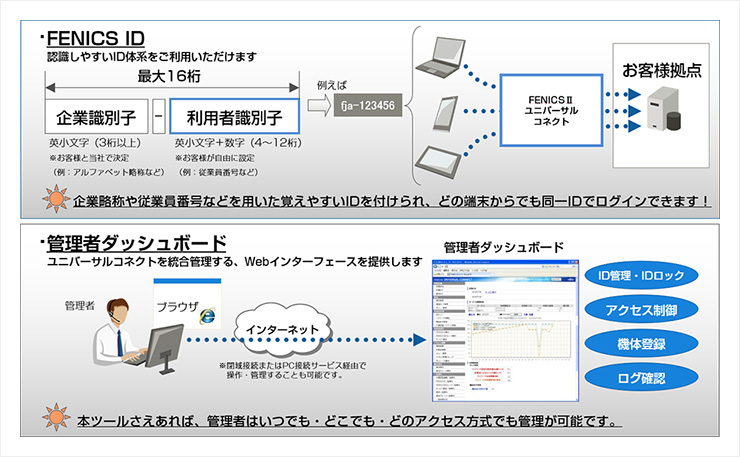 ・FENICS ID
認識しやすいID体系をご利用いただけます
最大16桁
企業識別子
−
利用者識別子
英小文字（3桁以上）
※お客様と当社で決定
（例：アルファベット略称など）
英小文字＋数字（4〜12桁）
※お客様が自由に設定
（例：従業員番号など）
例えば
fja-123456
FENICSⅡ
ユニバーサル
コネクト
お客様拠点
企業略称や従業員番号などを用いた覚えやすいIDを付けられ、どの端末からでも同一IDでログインできます！
・管理者ダッシュボード
ユニバーサルコネクトを統合管理する、Webインターフェースを提供します
管理者
ブラウザ
インターネット
※閉域接続またはPC接続サービス経由で
操作・管理することも可能です。
管理者ダッシュボード
ID管理・IDロック
アクセス制御
機体登録
ログ確認
本ツールさえあれば、管理者はいつでも・どこでも・どのアクセス方式でも管理が可能です。